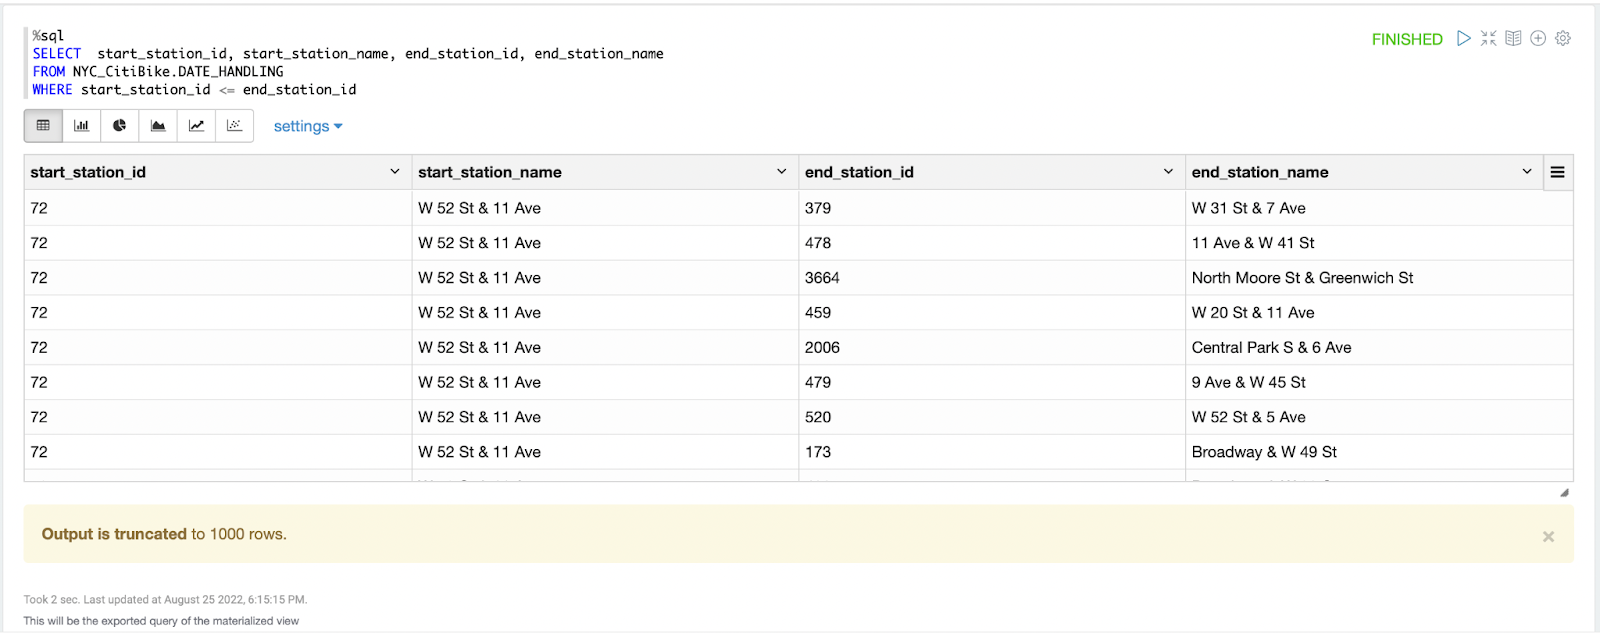 %sql
SELECT  start_station_id, start_station_name, end_station_id, end_station_name
FROM NYC_CitiBike.DATE_HANDLING
WHERE start_station_id <= end_station_id
FINISHED
settings
start_station_id start_station_name end_station_id end_station_name
72 W 52 St & 11 Ave 379 W 31 St & 7 Ave
72 W 52 St & 11 Ave 478 11 Ave & W 41 St
72 W 52 St & 11 Ave 3664 North Moore St & Greenwich St
72 W 52 St & 11 Ave 459 W 20 St & 11 Ave
72 W 52 St & 11 Ave 2006 Central Park S & 6 Ave
72 W 52 St & 11 Ave 479 9 Ave & W 45 St
72 W 52 St & 11 Ave 520 W 52 St & 5 Ave
72 W 52 St & 11 Ave 173 Broadway & W 49 St
Output is truncated to 1000 rows.
Took 2 sec. Last updated at August 25 2022, 6:15:15 PM.
This will be the exported query of the materialized view